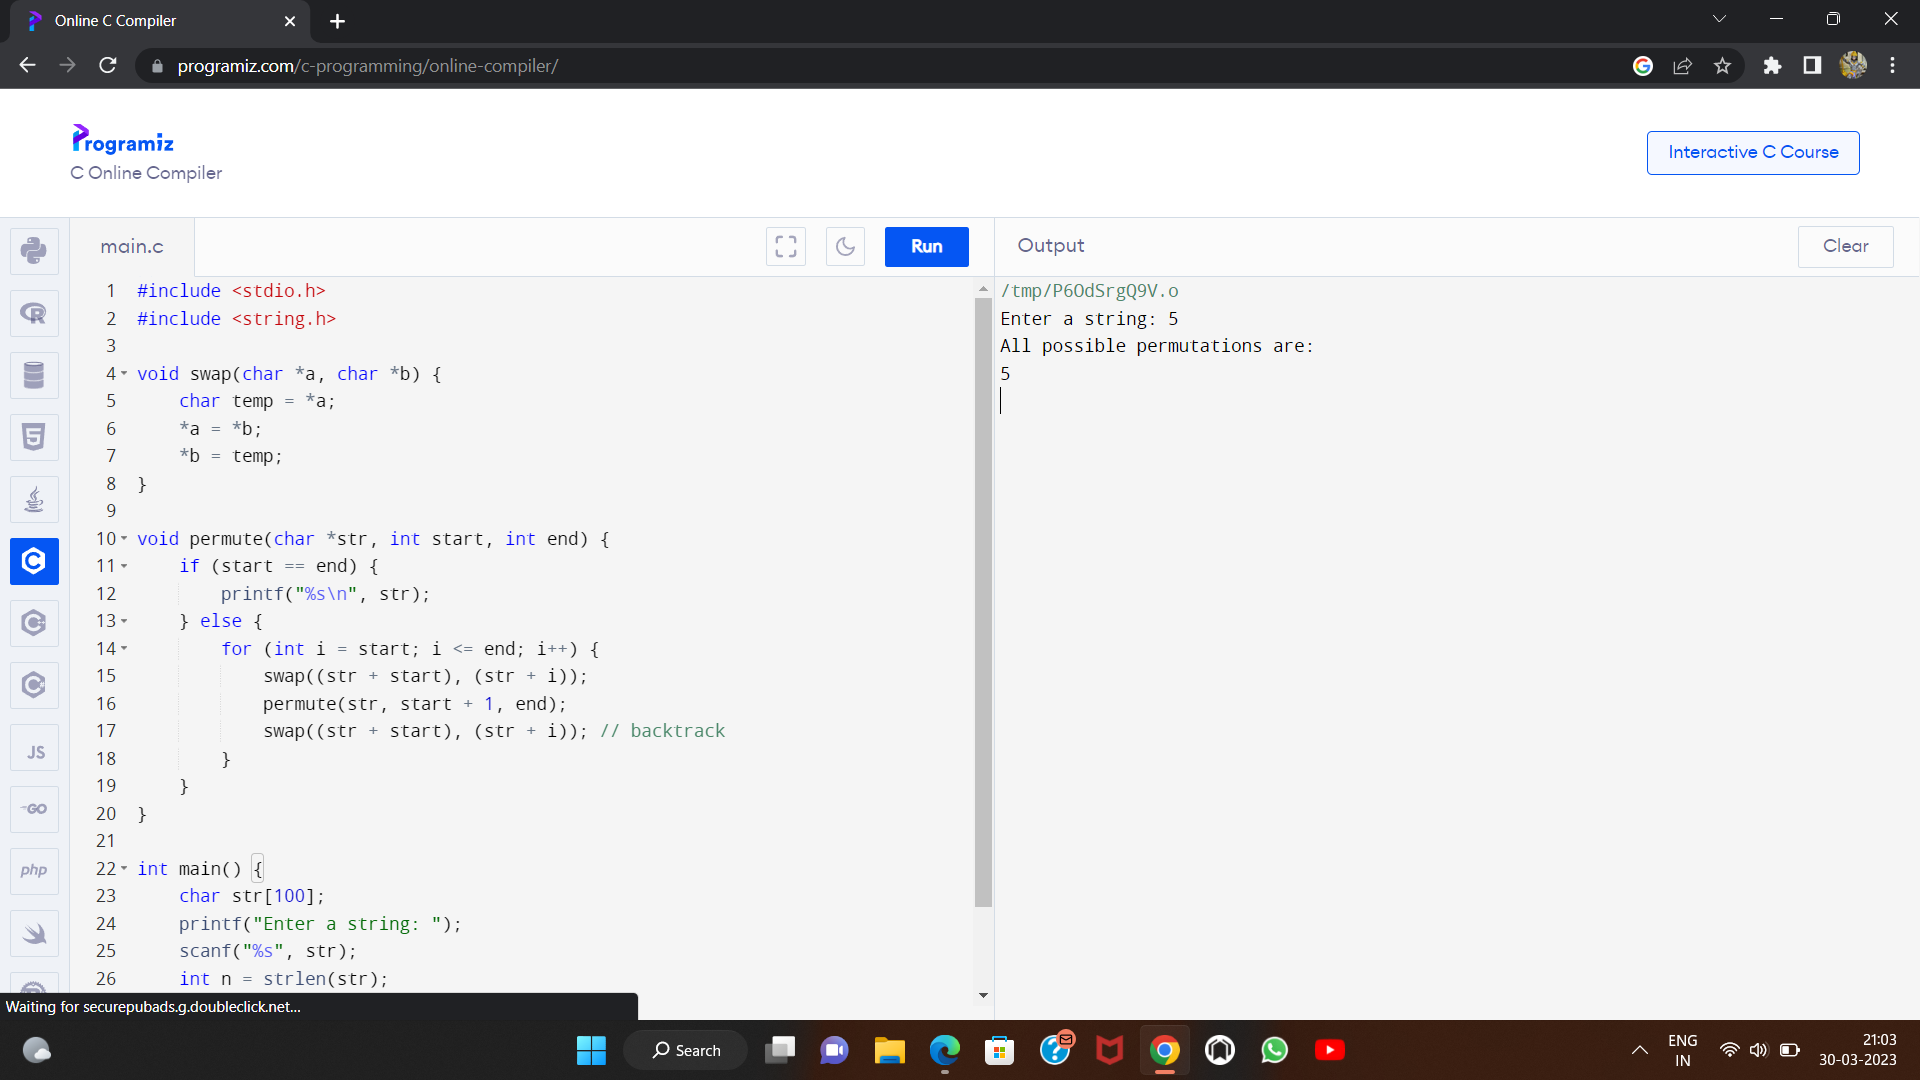 Online C Compiler
programiz.com/c-programming/online-compiler/
Programiz
C Online Compiler
Interactive C Course
main.c
Run
Output
Clear
1 #include <stdio.h>
2 #include <string.h>
3
4 void swap(char *a, char *b) {
5     char temp = *a;
6     *a = *b;
7     *b = temp;
8 }
9
10 void permute(char *str, int start, int end) {
11     if (start == end) {
12         printf("%s\n", str);
13     } else {
14         for (int i = start; i <= end; i++) {
15             swap((str + start), (str + i));
16             permute(str, start + 1, end);
17             swap((str + start), (str + i)); // backtrack
18         }
19     }
20 }
21
22 int main() {
23     char str[100];
24     printf("Enter a string: ");
25     scanf("%s", str);
26     int n = strlen(str);
/tmp/P6OdSrgQ9V.o
Enter a string: 5
All possible permutations are:
5
JS
GO
php
Waiting for securepubads.g.doubleclick.net...
Search
ENG
IN
21:03
30-03-2023